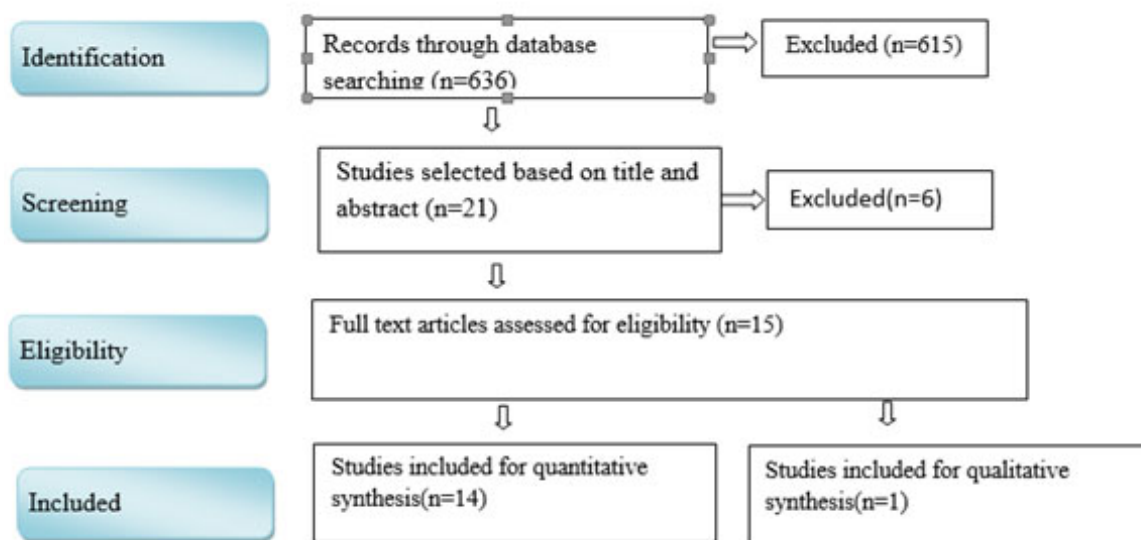 Identification
Records through database
searching (n=636)
Excluded (n=615)
Screening
Studies selected based on title and
abstract (n=21)
Excluded(n=6)
Eligibility
Full text articles assessed for eligibility (n=15)
Included
Studies included for quantitative
synthesis(n=14)
Studies included for qualitative
synthesis(n=1)